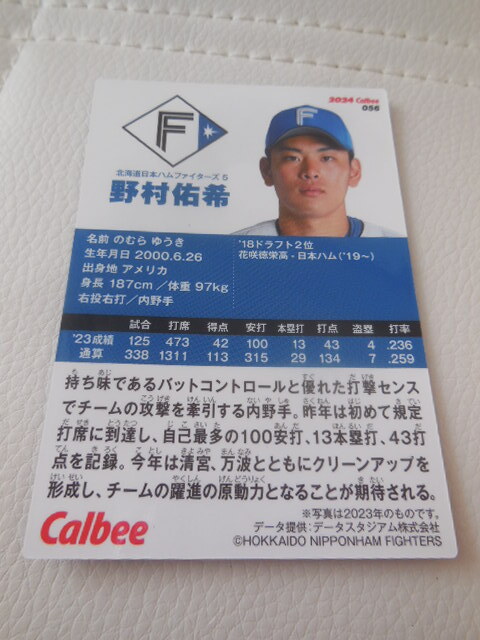 2024 Calbee
056
F
F
北海道日本ハムファイターズ 5
野村佑希
名前 のむら ゆうき
生年月日 2000.6.26
出身地 アメリカ
身長 187cm/体重 97kg
右投右打/内野手
'18ドラフト2位
花咲徳栄高-日本ハム('19〜)
試合 打席 得点 安打 本塁打 打点 盗塁 打率
'23成績 125 473 42 100 13 43 4 .236
通算 338 1311 113 315 29 134 7 .259
持ち味であるバットコントロールと優れた打撃センス
でチームの攻撃を牽引する内野手。昨年は初めて規定
打席に到達し、自己最多の100安打、13本塁打、43打
点を記録。今年は清宮、万波とともにクリーンアップを
形成し、チームの躍進の原動力となることが期待される。
※写真は2023年のものです。
データ提供:データスタジアム株式会社
Calbee
©HOKKAIDO NIPPONHAM FIGHTERS